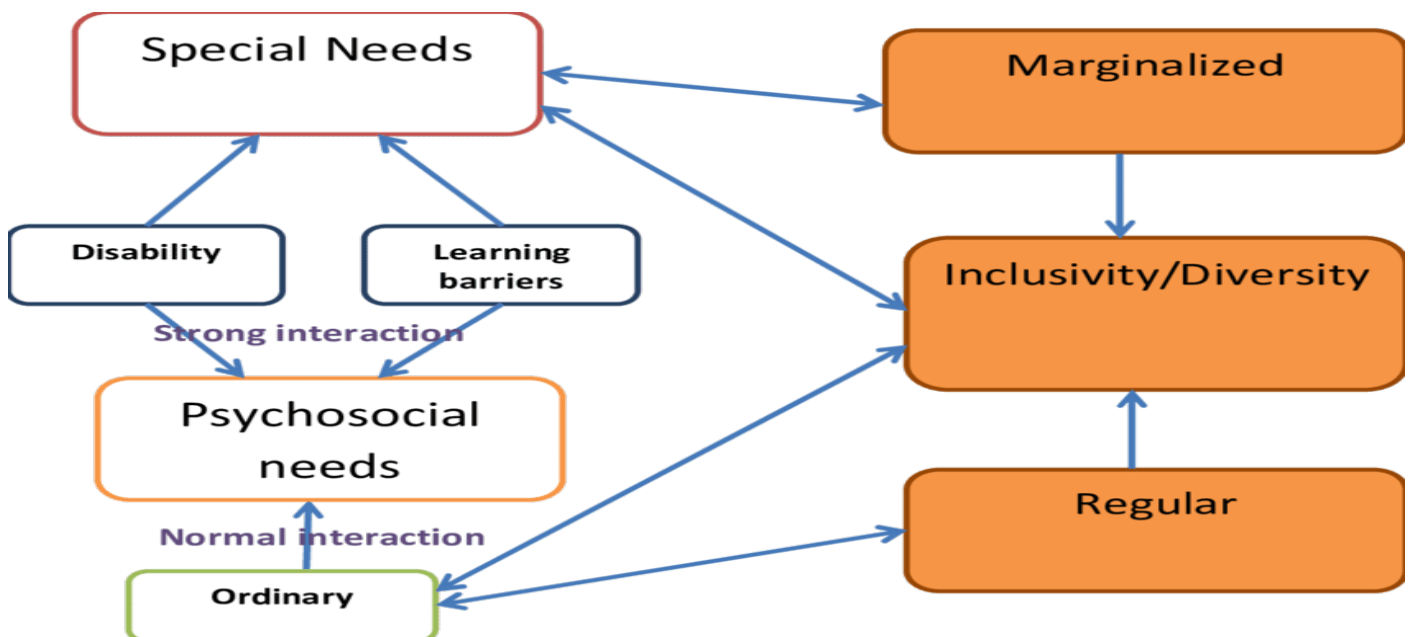 Special Needs
Marginalized
Disability
Learning
barriers
Inclusivity/Diversity
Strong interaction
Psychosocial
needs
Regular
Normal interaction
Ordinary